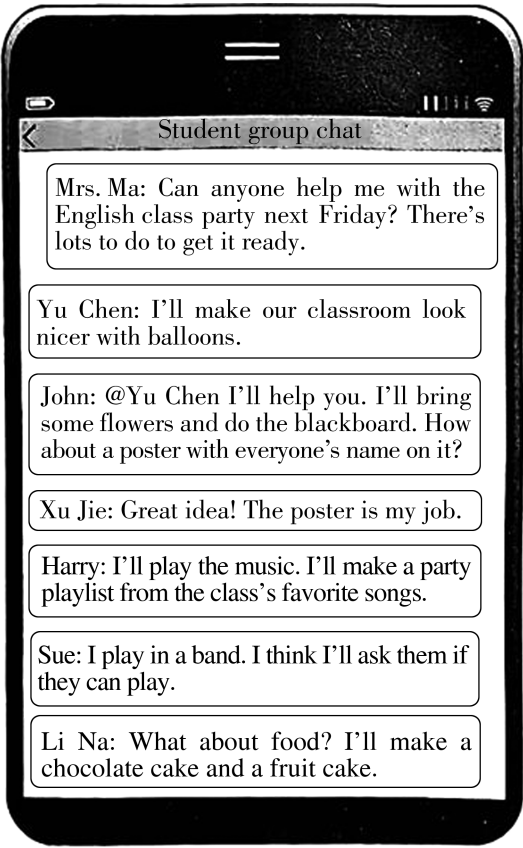 Student group chat
Mrs. Ma: Can anyone help me with the
English class party next Friday? There's
lots to do to get it ready.
Yu Chen: I'll make our classroom look
nicer with balloons.
John: @Yu Chen I'll help you. I'll bring
some flowers and do the blackboard. How
about a poster with everyone's name on it?
Xu Jie: Great idea! The poster is my job.
Harry: I'll play the music. I'll make a party
playlist from the class's favorite songs.
Sue: I play in a band. I think I'll ask them if
they can play.
Li Na: What about food? I'll make a
chocolate cake and a fruit cake.